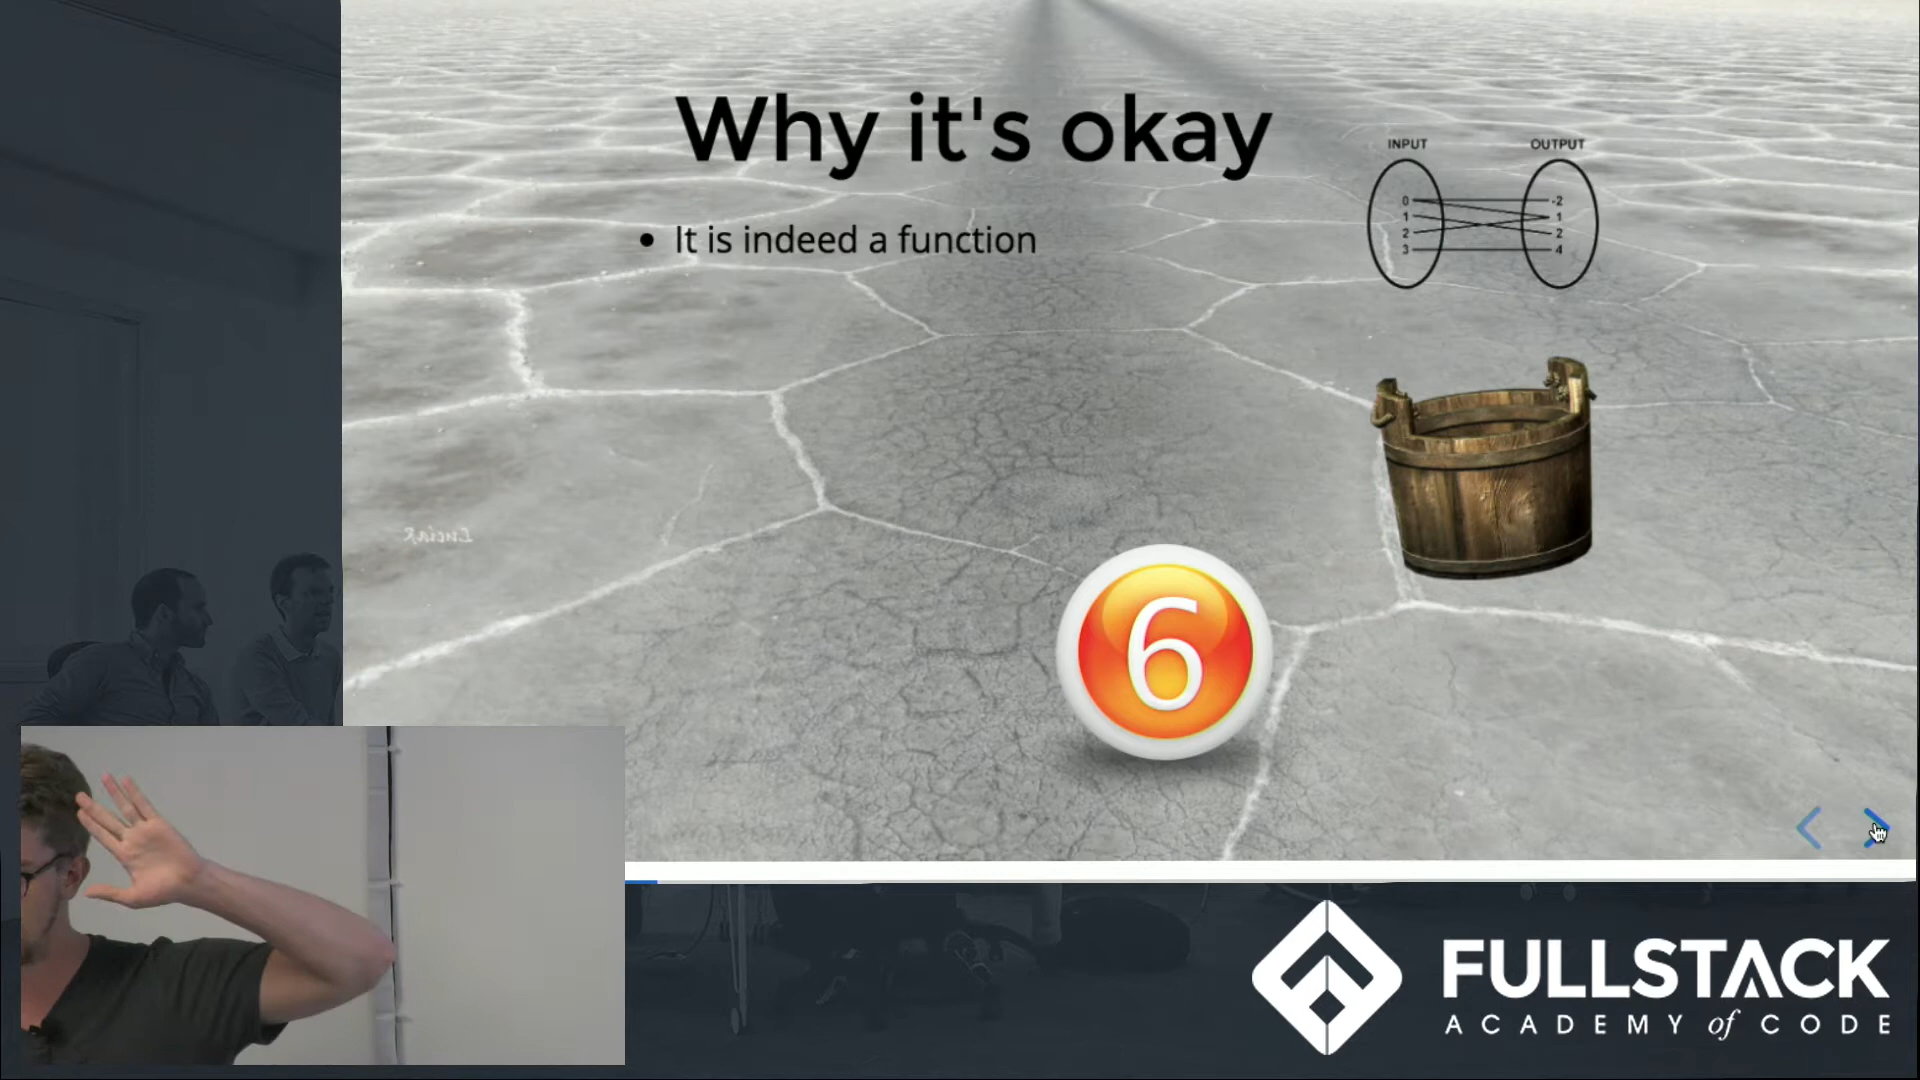 Why it's okay
• It is indeed a function
INPUT OUTPUT
0 -2
1 1
2 2
3 4
LuciaR
6
FULLSTACK
ACADEMY of CODE